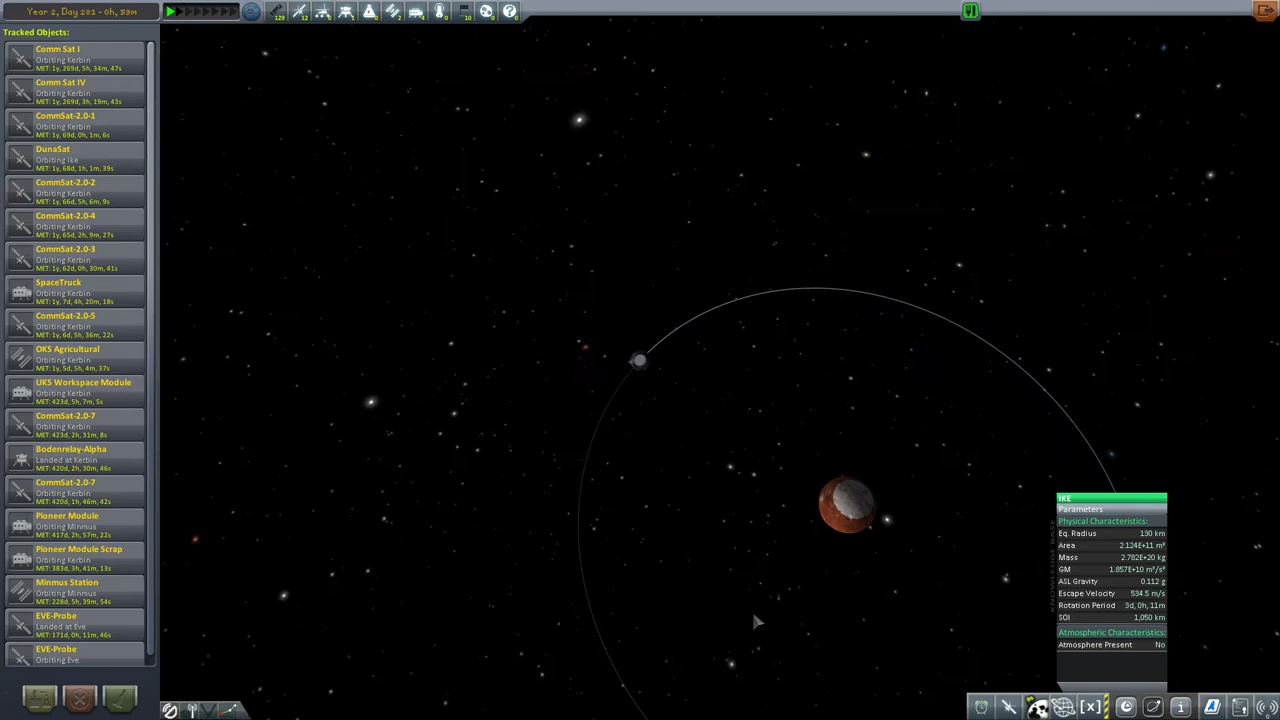 Year 2, Day 281 - 0h, 59m
129
12
0
1
0
2
4
0
10
0
0
Tracked Objects:
Comm Sat I
Orbiting Kerbin
MET: 1y, 269d, 5h, 34m, 47s
Comm Sat IV
Orbiting Kerbin
MET: 1y, 269d, 3h, 19m, 43s
CommSat-2.0-1
Orbiting Kerbin
MET: 1y, 69d, 0h, 1m, 6s
DunaSat
Orbiting Ike
MET: 1y, 68d, 1h, 1m, 39s
CommSat-2.0-2
Orbiting Kerbin
MET: 1y, 66d, 5h, 6m, 9s
CommSat-2.0-4
Orbiting Kerbin
MET: 1y, 65d, 2h, 9m, 27s
CommSat-2.0-3
Orbiting Kerbin
MET: 1y, 62d, 0h, 30m, 41s
SpaceTruck
Orbiting Kerbin
MET: 1y, 7d, 4h, 20m, 18s
CommSat-2.0-5
Orbiting Kerbin
MET: 1y, 6d, 5h, 36m, 22s
OKS Agricultural
Orbiting Kerbin
MET: 1y, 5d, 5h, 4m, 37s
UKS Workspace Module
Orbiting Kerbin
MET: 423d, 5h, 7m, 5s
CommSat-2.0-7
Orbiting Kerbin
MET: 423d, 2h, 31m, 8s
Bodenrelay-Alpha
Landed at Kerbin
MET: 420d, 2h, 30m, 46s
CommSat-2.0-7
Orbiting Kerbin
MET: 420d, 1h, 46m, 42s
Pioneer Module
Orbiting Minmus
MET: 417d, 2h, 57m, 22s
Pioneer Module Scrap
Orbiting Kerbin
MET: 383d, 3h, 41m, 13s
Minmus Station
Orbiting Minmus
MET: 228d, 5h, 39m, 54s
EVE-Probe
Landed at Eve
MET: 171d, 0h, 11m, 46s
EVE-Probe
Orbiting Eve
IKE
Parameters
Physical Characteristics:
Eq. Radius 130 km
Area 2.124E+11 m²
Mass 2.782E+20 kg
GM 1.857E+10 m³/s²
ASL Gravity 0.112 g
Escape Velocity 534.5 m/s
Rotation Period 3d, 0h, 11m
SOI 1,050 km
Atmospheric Characteristics:
Atmosphere Present No
KNOWLEDGE BASE